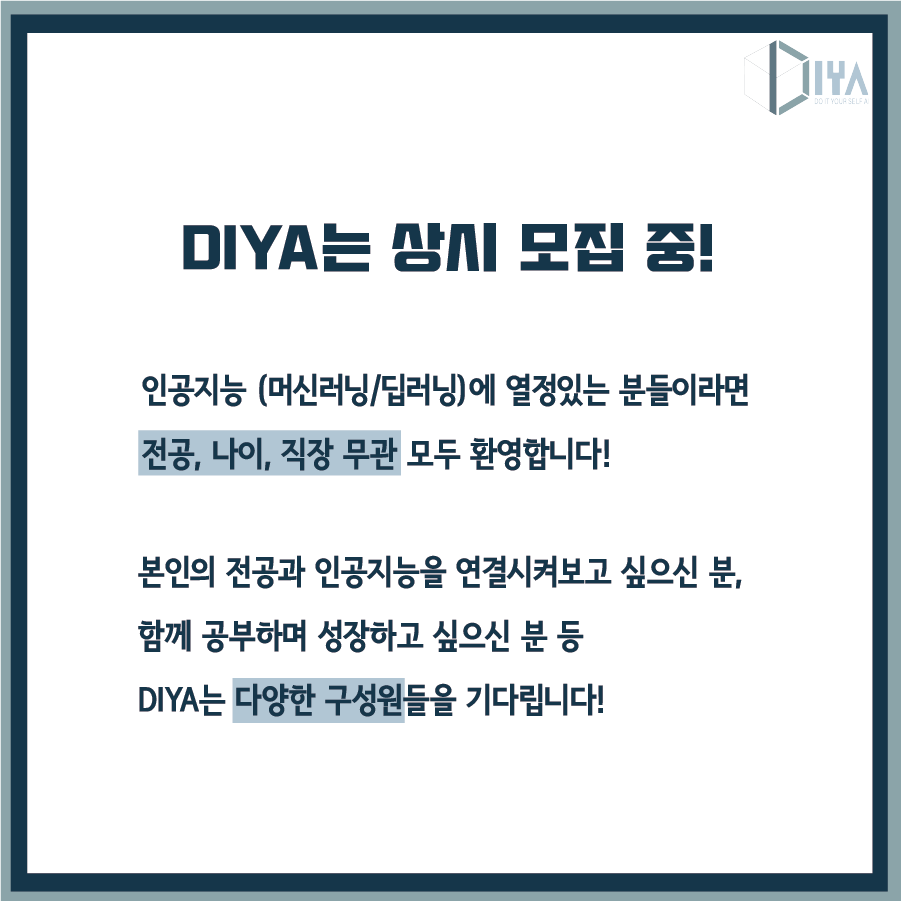 DIYA
DO IT YOUR SELF A.
DIYA는 상시 모집 중!
인공지능 (머신러닝/딥러닝)에 열정있는 분들이라면
전공, 나이, 직장 무관 모두 환영합니다!
본인의 전공과 인공지능을 연결시켜보고 싶으신 분,
함께 공부하며 성장하고 싶으신 분 등
DIYA는 다양한 구성원들을 기다립니다!